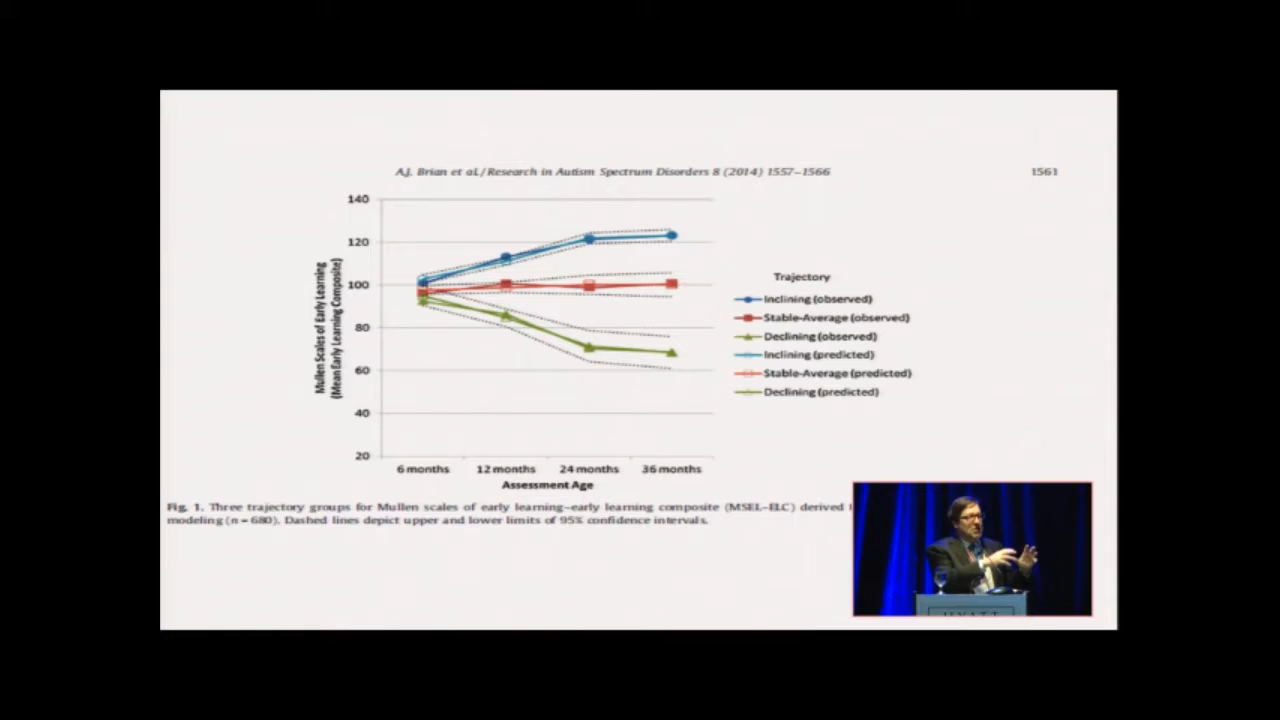 A.J. Brian et al./Research in Autism Spectrum Disorders 8 (2014) 1557–1566 1561
140
120
100
80
60
40
20
Mullen Scales of Early Learning
(Mean Early Learning Composite)
6 months 12 months 24 months 36 months
Assessment Age
Trajectory
Inclining (observed)
Stable-Average (observed)
Declining (observed)
Inclining (predicted)
Stable-Average (predicted)
Declining (predicted)
Fig. 1. Three trajectory groups for Mullen scales of early learning–early learning composite (MSEL–ELC) derived
modeling (n = 680). Dashed lines depict upper and lower limits of 95% confidence intervals.
HYATT